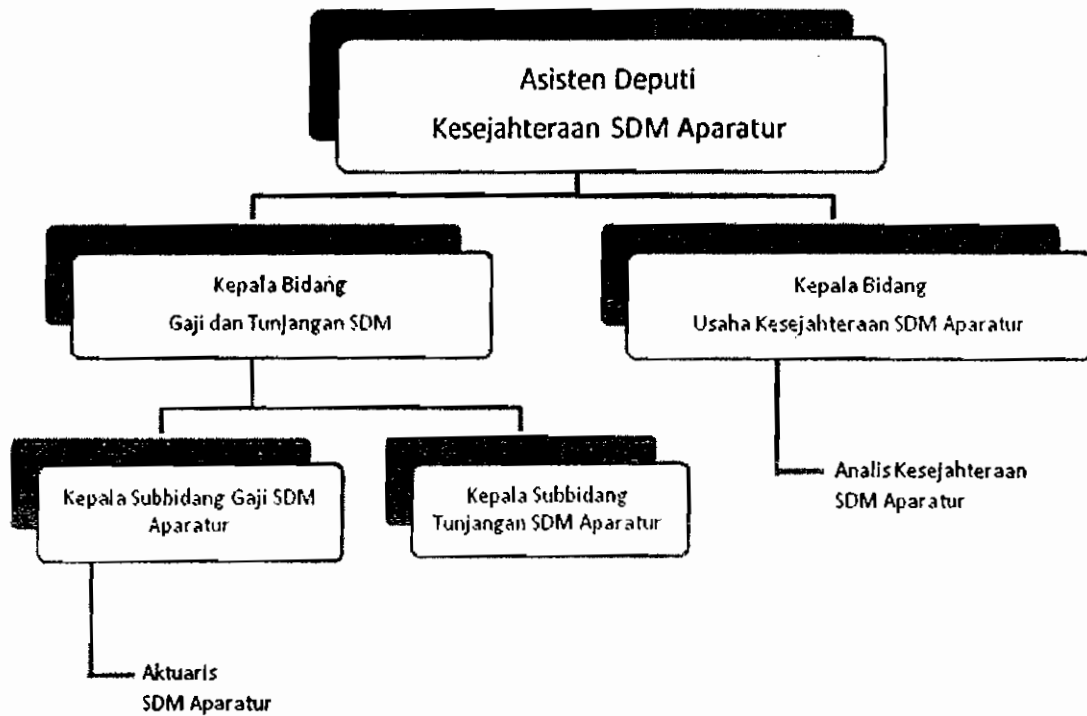 Asisten Deputi
Kesejahteraan SDM Aparatur
Kepala Bidang
Gaji dan Tunjangan SDM
Kepala Bidang
Usaha Kesejahteraan SDM Aparatur
Kepala Subbidang Gaji SDM
Aparatur
Kepala Subbidang
Tunjangan SDM Aparatur
Analis Kesejahteraan
SDM Aparatur
Aktuaris
SDM Aparatur